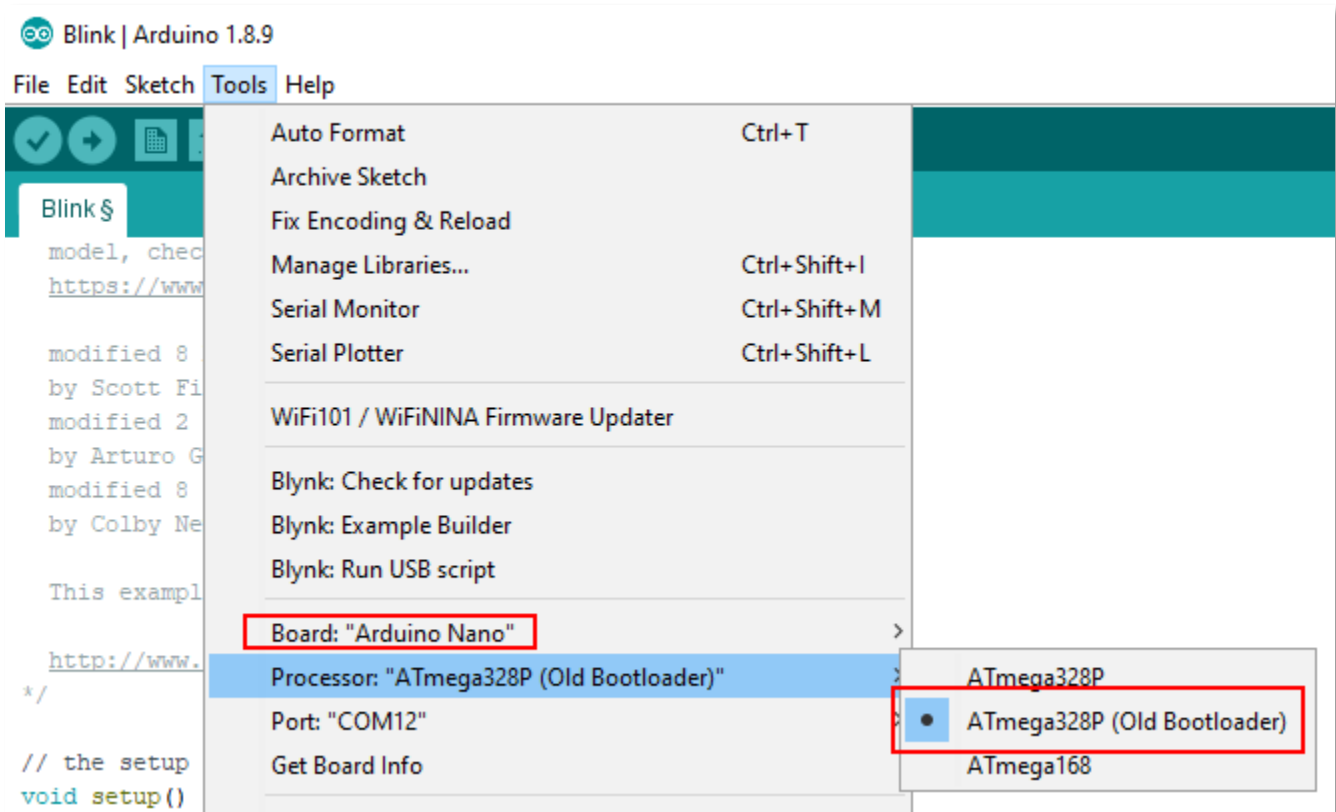 Blink | Arduino 1.8.9
File Edit Sketch Tools Help
Blink §
model, chec
https://www
modified 8
by Scott Fi
modified 2
by Arturo G
modified 8
by Colby Ne
This exampl
http://www.
*/
// the setup
void setup()
Auto Format Ctrl+T
Archive Sketch
Fix Encoding & Reload
Manage Libraries... Ctrl+Shift+I
Serial Monitor Ctrl+Shift+M
Serial Plotter Ctrl+Shift+L
WiFi101 / WiFiNINA Firmware Updater
Blynk: Check for updates
Blynk: Example Builder
Blynk: Run USB script
Board: "Arduino Nano"
Processor: "ATmega328P (Old Bootloader)"
Port: "COM12"
Get Board Info
ATmega328P
ATmega328P (Old Bootloader)
ATmega168